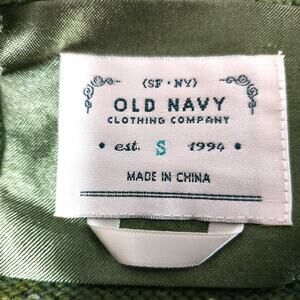 (SF · NY)
OLD NAVY
CLOTHING COMPANY
• est. S 1994 •
MADE IN CHINA